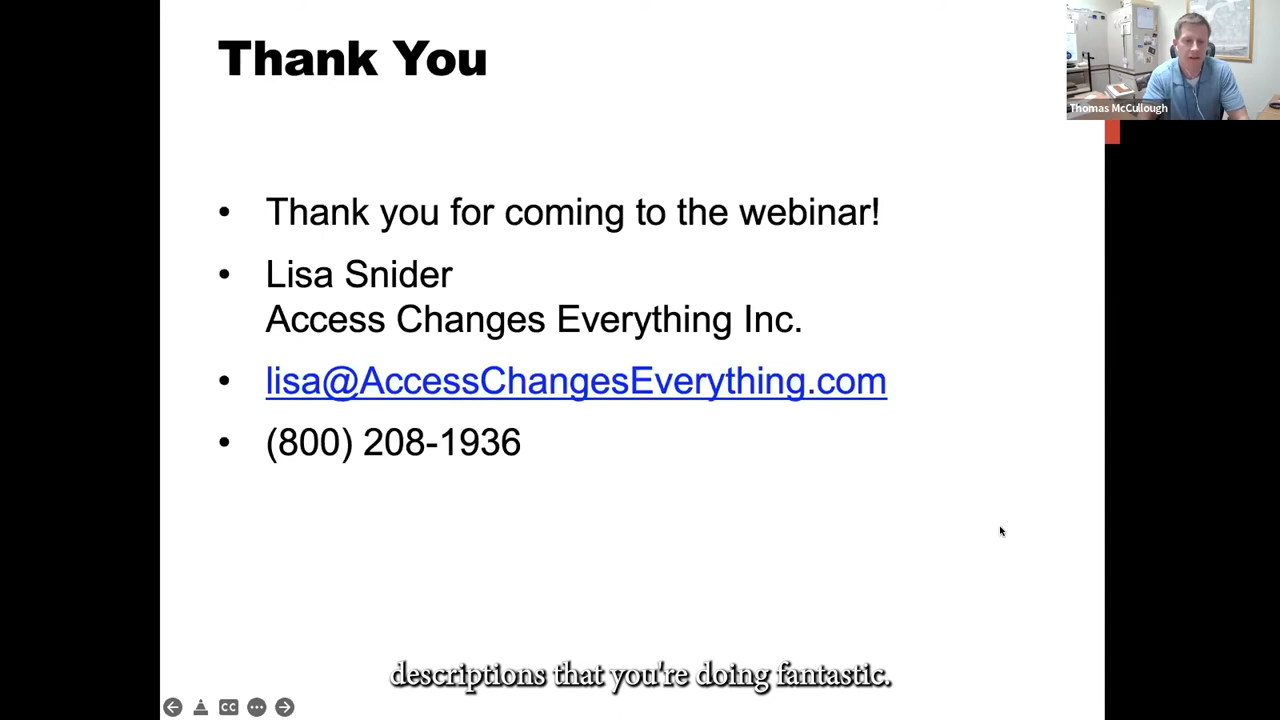 Thank You
Thomas McCullough
• Thank you for coming to the webinar!
• Lisa Snider
Access Changes Everything Inc.
• lisa@AccessChangesEverything.com
• (800) 208-1936
descriptions that you're doing fantastic.
CC